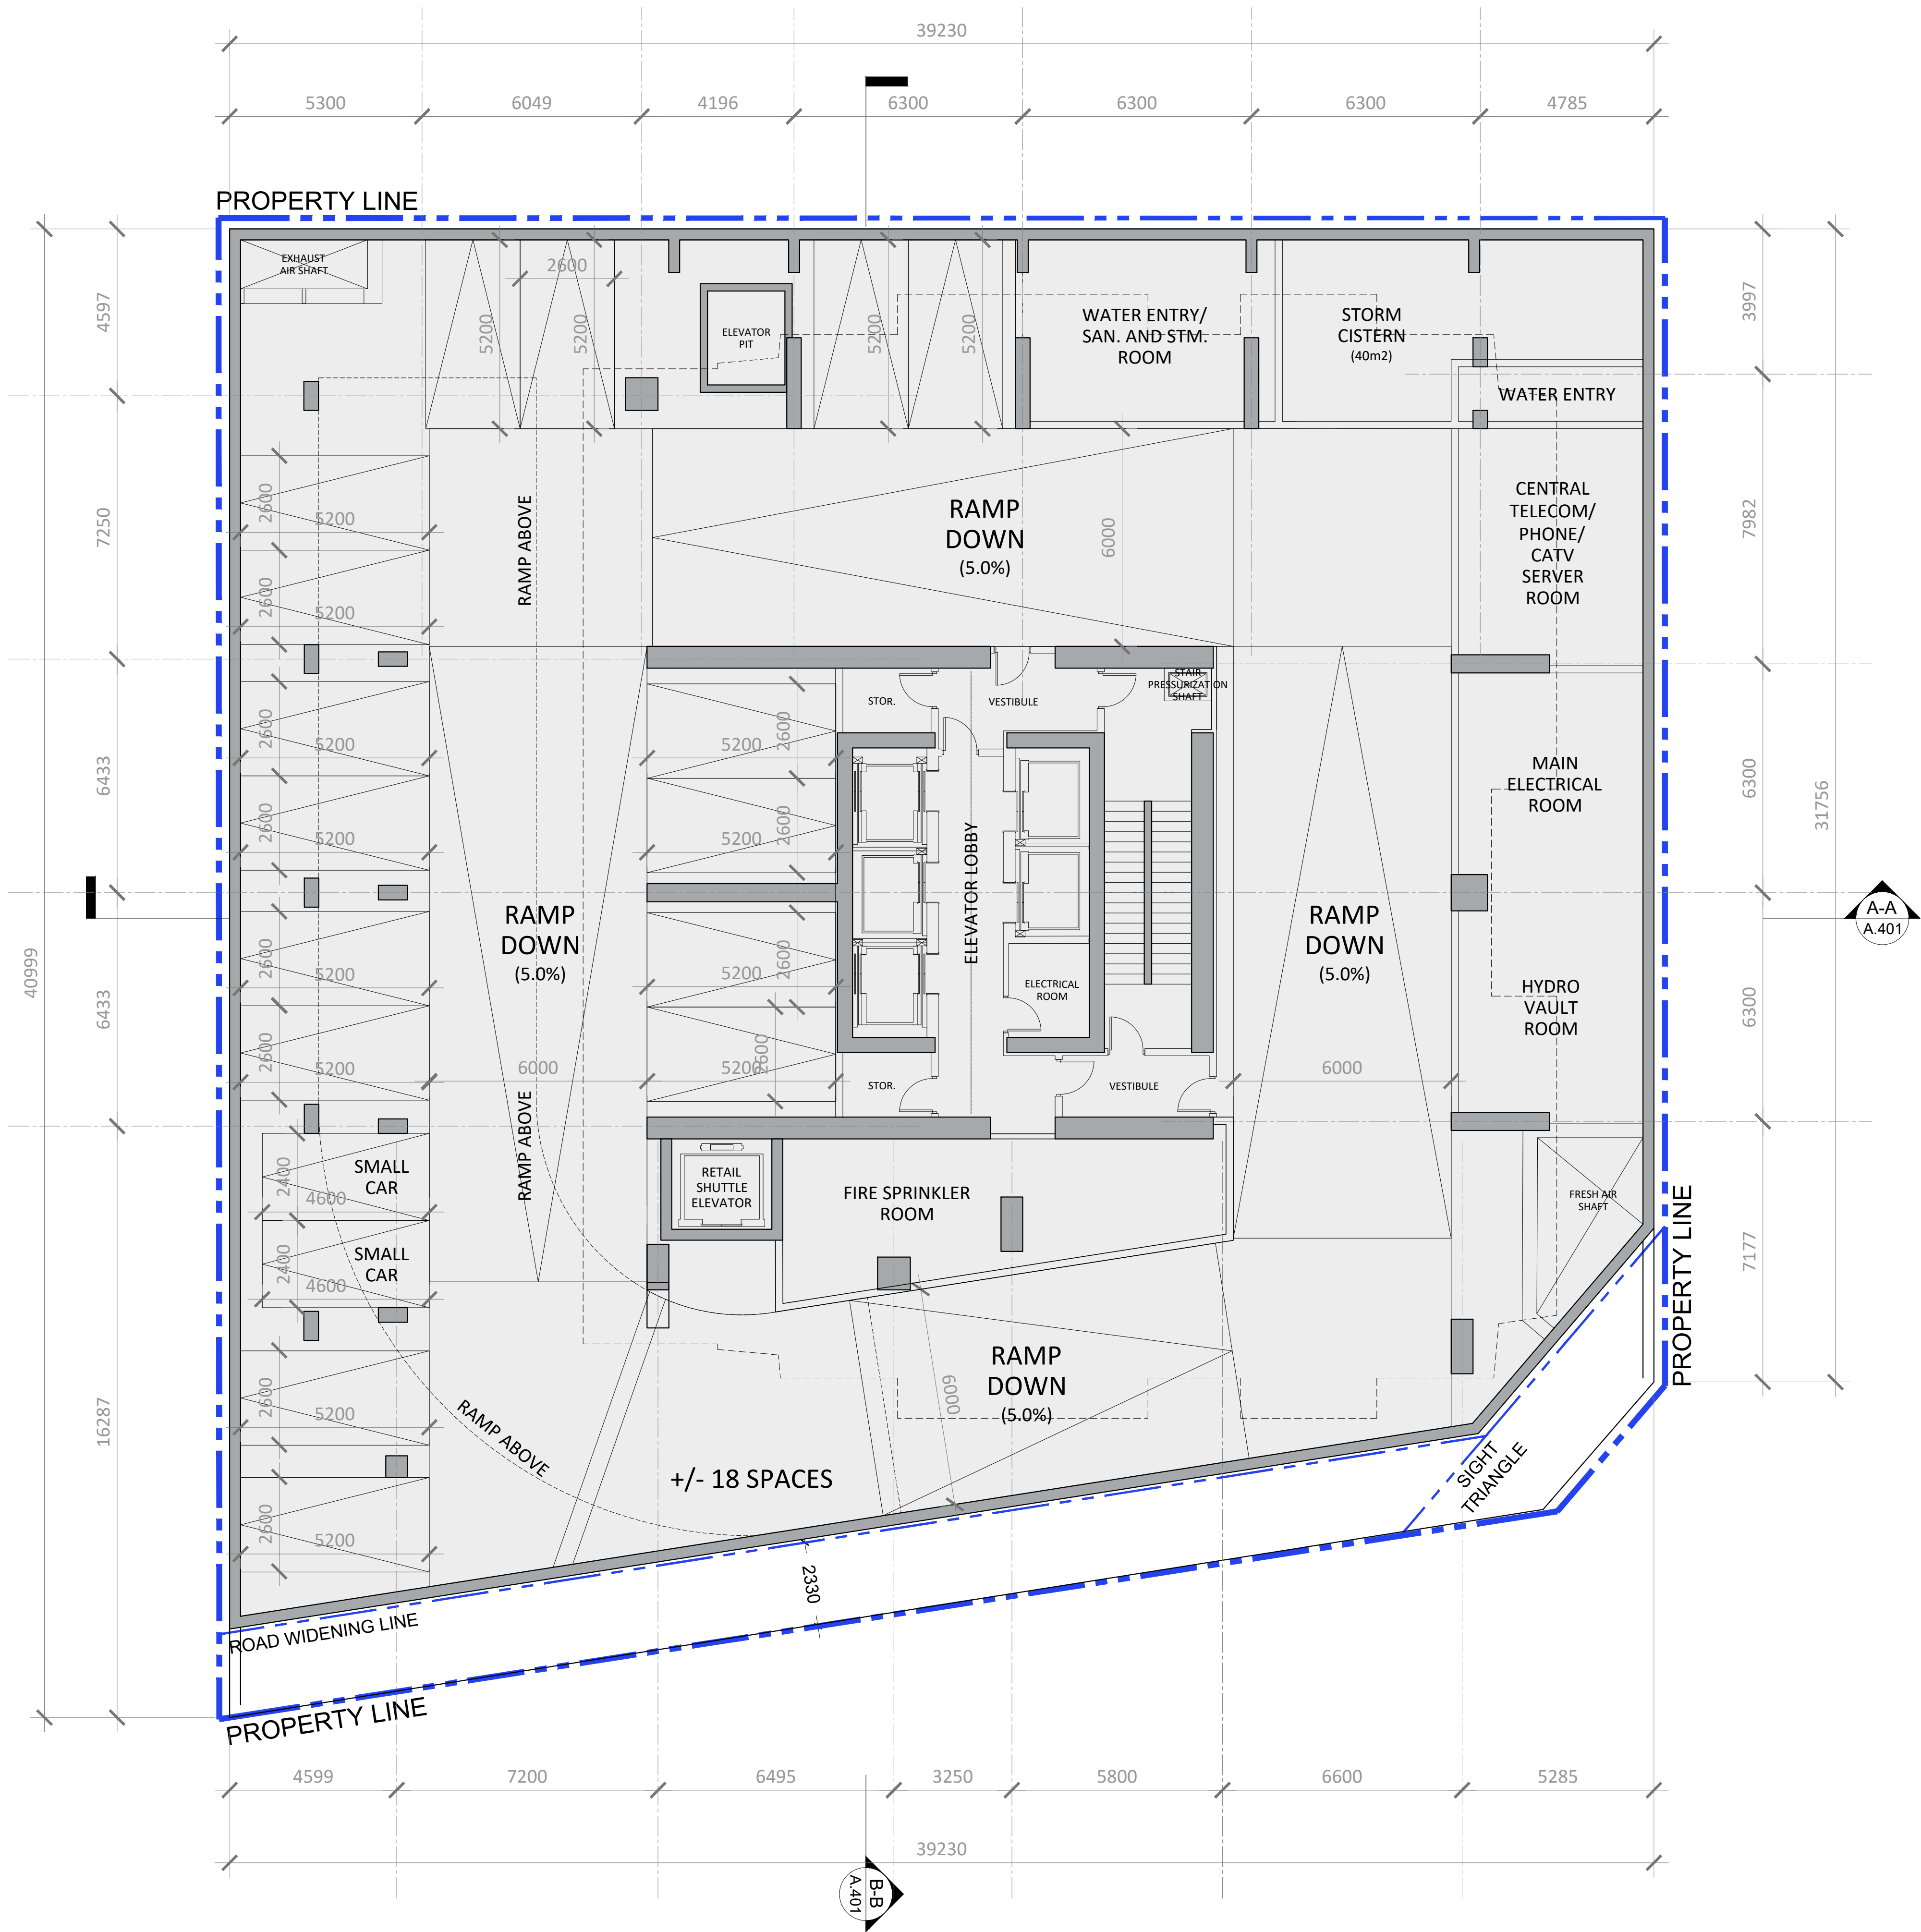 39230
5300
6049
4196
6300
6300
6300
4785
PROPERTY LINE
EXHAUST
AIR SHAFT
2600
5200
5200
ELEVATOR
PIT
5200
5200
WATER ENTRY/
SAN. AND STM.
ROOM
STORM
CISTERN
(40m2)
WATER ENTRY
4597
7250
6433
6433
16287
40999
3997
7982
6300
6300
7177
31756
2600
5200
2600
5200
RAMP ABOVE
RAMP
DOWN
(5.0%)
6000
CENTRAL
TELECOM/
PHONE/
CATV
SERVER
ROOM
2600
5200
2600
5200
2600
5200
2600
5200
STOR.
VESTIBULE
STAIR
PRESSURIZATION
SHAFT
MAIN
ELECTRICAL
ROOM
ELEVATOR LOBBY
RAMP
DOWN
(5.0%)
RAMP
DOWN
(5.0%)
A-A
A.401
2600
5200
2600
5200
2600
5200
2600
5200
ELECTRICAL
ROOM
HYDRO
VAULT
ROOM
6000
6000
STOR.
VESTIBULE
RAMP ABOVE
SMALL
CAR
2400
4600
SMALL
CAR
2400
4600
RETAIL
SHUTTLE
ELEVATOR
FIRE SPRINKLER
ROOM
FRESH AIR
SHAFT
PROPERTY LINE
2600
5200
2600
5200
RAMP ABOVE
RAMP
DOWN
(5.0%)
6000
+/- 18 SPACES
SIGHT
TRIANGLE
2330
ROAD WIDENING LINE
PROPERTY LINE
4599
7200
6495
3250
5800
6600
5285
39230
B-B
A.401